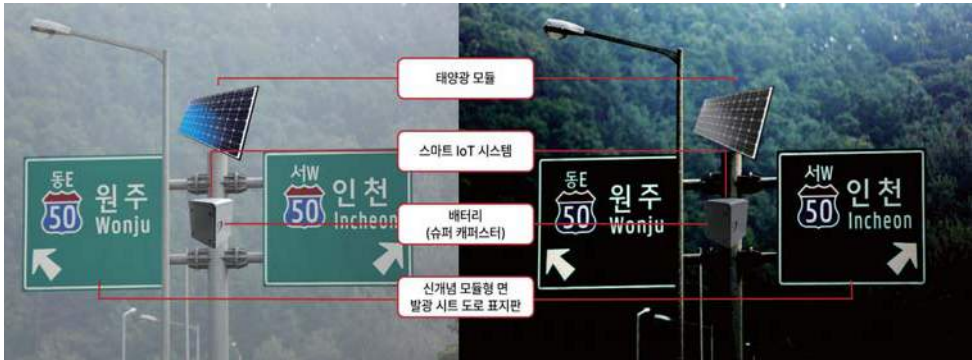 태양광 모듈
스마트 IoT 시스템
배터리
(슈퍼 캐퍼스터)
신개념 모듈형 면
발광 시트 도로 표지판
동E
50
원주
Wonju
서W
50
인천
Incheon
동E
50
원주
Wonju
서W
50
인천
Incheon